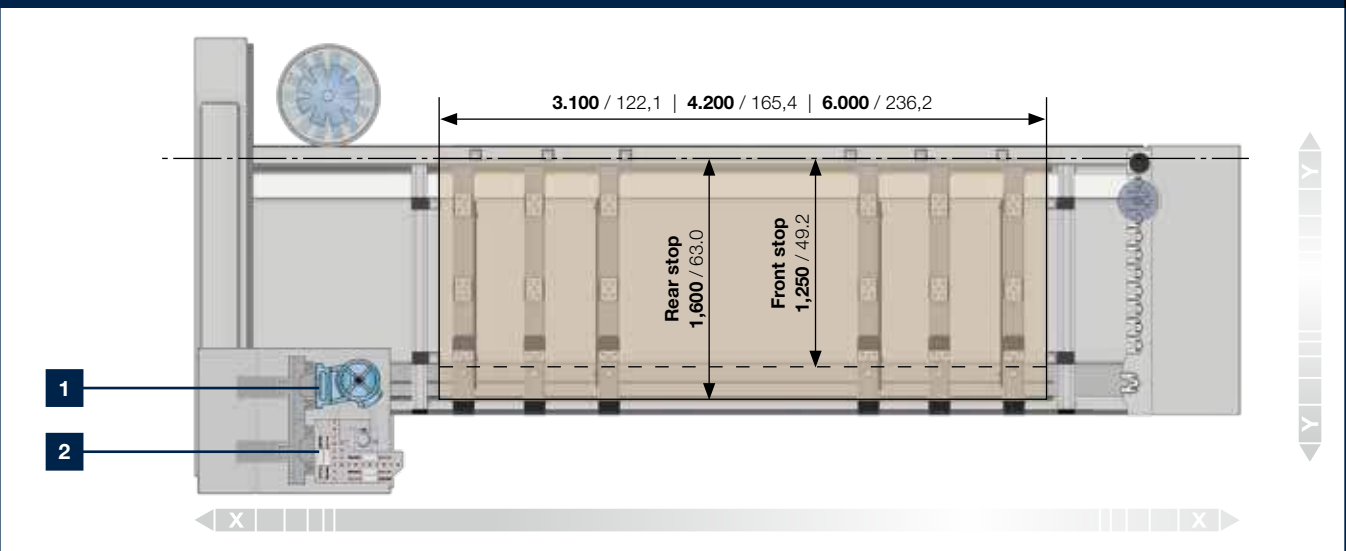 3.100 / 122,1 | 4.200 / 165,4 | 6.000 / 236,2
Rear stop
1,600 / 63.0
Front stop
1,250 / 49.2
Y
1
2
Y
X X